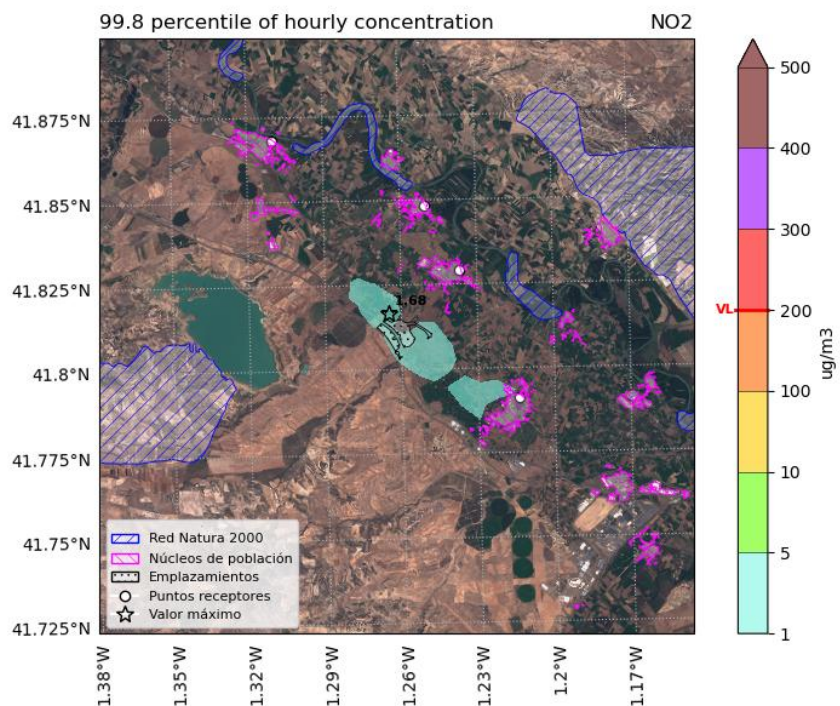 99.8 percentile of hourly concentration NO2
41.875°N
41.85°N
41.825°N
41.8°N
41.775°N
41.75°N
41.725°N
1.68
Red Natura 2000
Núcleos de población
Emplazamientos
Puntos receptores
Valor máximo
1.38°W
1.35°W
1.32°W
1.29°W
1.26°W
1.23°W
1.2°W
1.17°W
500
400
300
VL 200
100
10
5
1
ug/m3